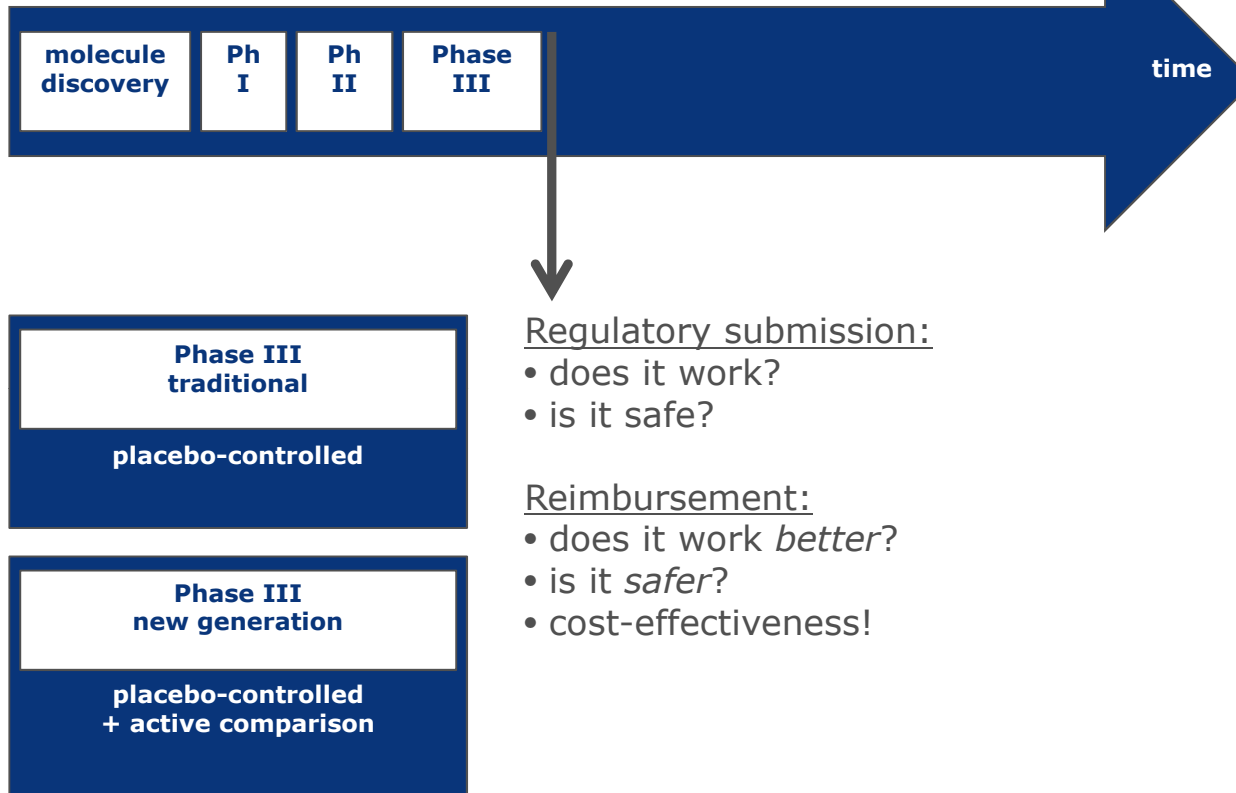 molecule
discovery
Ph
I
Ph
II
Phase
III
time
Phase III
traditional
placebo-controlled
Phase III
new generation
placebo-controlled
+ active comparison
Regulatory submission:
• does it work?
• is it safe?
Reimbursement:
• does it work better?
• is it safer?
• cost-effectiveness!